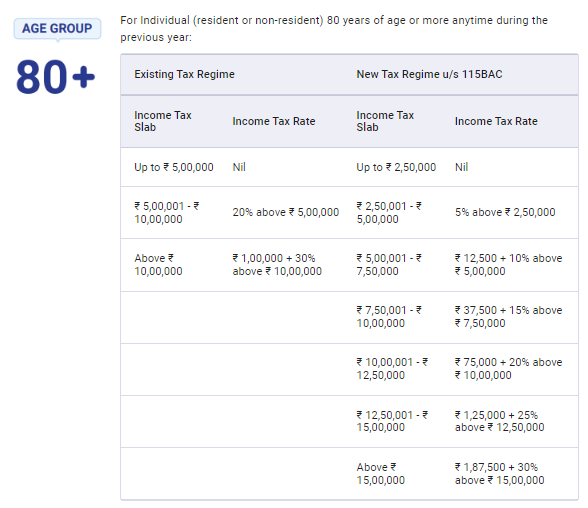 AGE GROUP
80+
For Individual (resident or non-resident) 80 years of age or more anytime during the
previous year:
Existing Tax Regime
New Tax Regime u/s 115BAC
Income Tax
Slab
Income Tax Rate
Income Tax
Slab
Income Tax Rate
Up to ₹ 5,00,000
Nil
Up to ₹ 2,50,000
Nil
₹ 5,00,001 - ₹
10,00,000
20% above ₹ 5,00,000
₹ 2,50,001 - ₹
5,00,000
5% above ₹ 2,50,000
Above ₹
10,00,000
₹ 1,00,000 + 30%
above ₹ 10,00,000
₹ 5,00,001 - ₹
7,50,000
₹ 12,500 + 10% above
₹ 5,00,000
₹ 7,50,001 - ₹
10,00,000
₹ 37,500 + 15% above
₹ 7,50,000
₹ 10,00,001 - ₹
12,50,000
₹ 75,000 + 20% above
₹ 10,00,000
₹ 12,50,001 - ₹
15,00,000
₹ 1,25,000 + 25%
above ₹ 12,50,000
Above ₹
15,00,000
₹ 1,87,500 + 30%
above ₹ 15,00,000